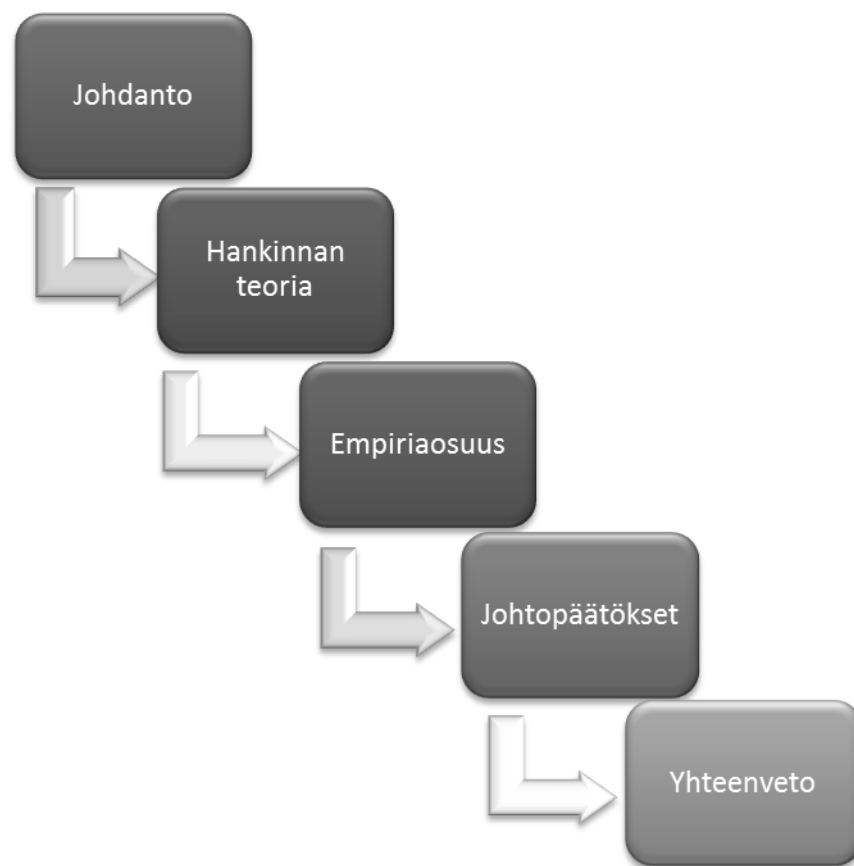 Johdanto
Hankinnan
teoria
Empiriaosuus
Johtopäätökset
Yhteenveto